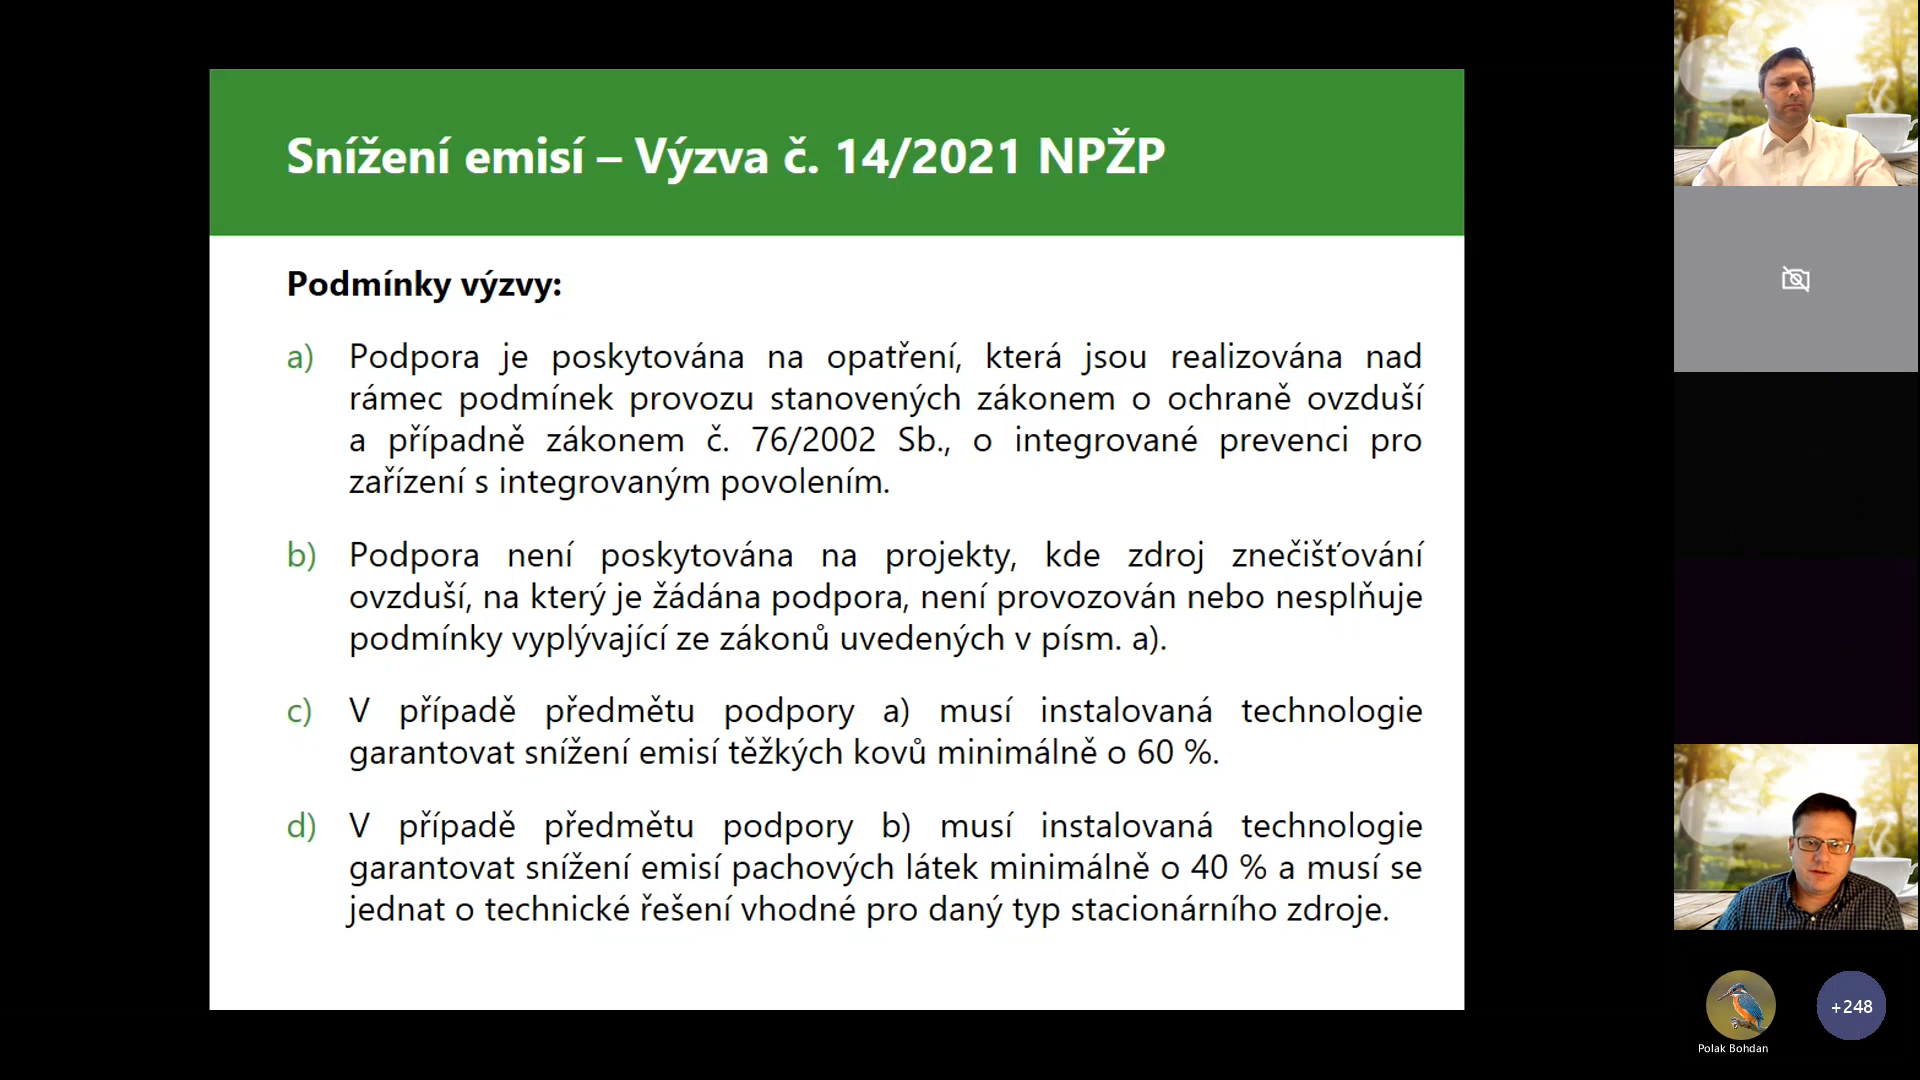 Snížení emisí – Výzva č. 14/2021 NPŽP
Podmínky výzvy:
a) Podpora je poskytována na opatření, která jsou realizována nad
rámec podmínek provozu stanovených zákonem o ochraně ovzduší
a případně zákonem č. 76/2002 Sb., o integrované prevenci pro
zařízení s integrovaným povolením.
b) Podpora není poskytována na projekty, kde zdroj znečišťování
ovzduší, na který je žádána podpora, není provozován nebo nesplňuje
podmínky vyplývající ze zákonů uvedených v písm. a).
c) V případě předmětu podpory a) musí instalovaná technologie
garantovat snížení emisí těžkých kovů minimálně o 60 %.
d) V případě předmětu podpory b) musí instalovaná technologie
garantovat snížení emisí pachových látek minimálně o 40 % a musí se
jednat o technické řešení vhodné pro daný typ stacionárního zdroje.
+248
Polak Bohdan